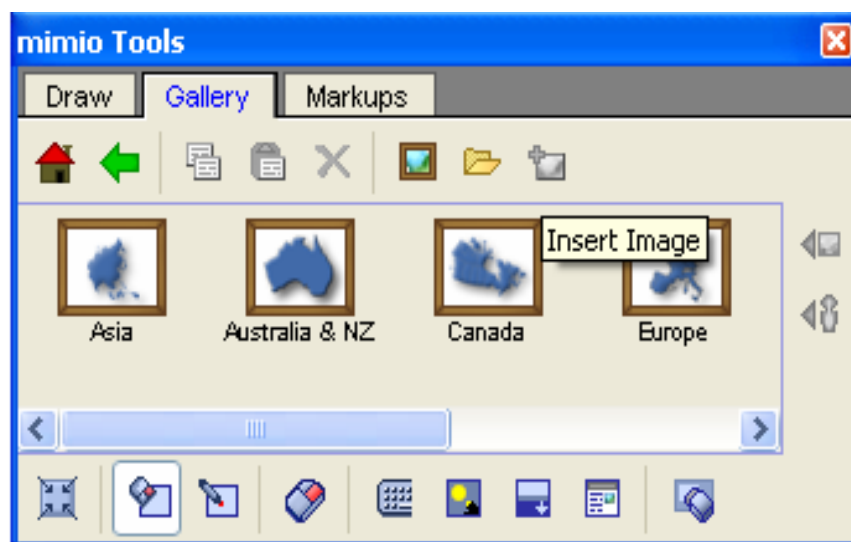 mimio Tools
Draw Gallery Markups
Insert Image
Asia Australia & NZ Canada Europe